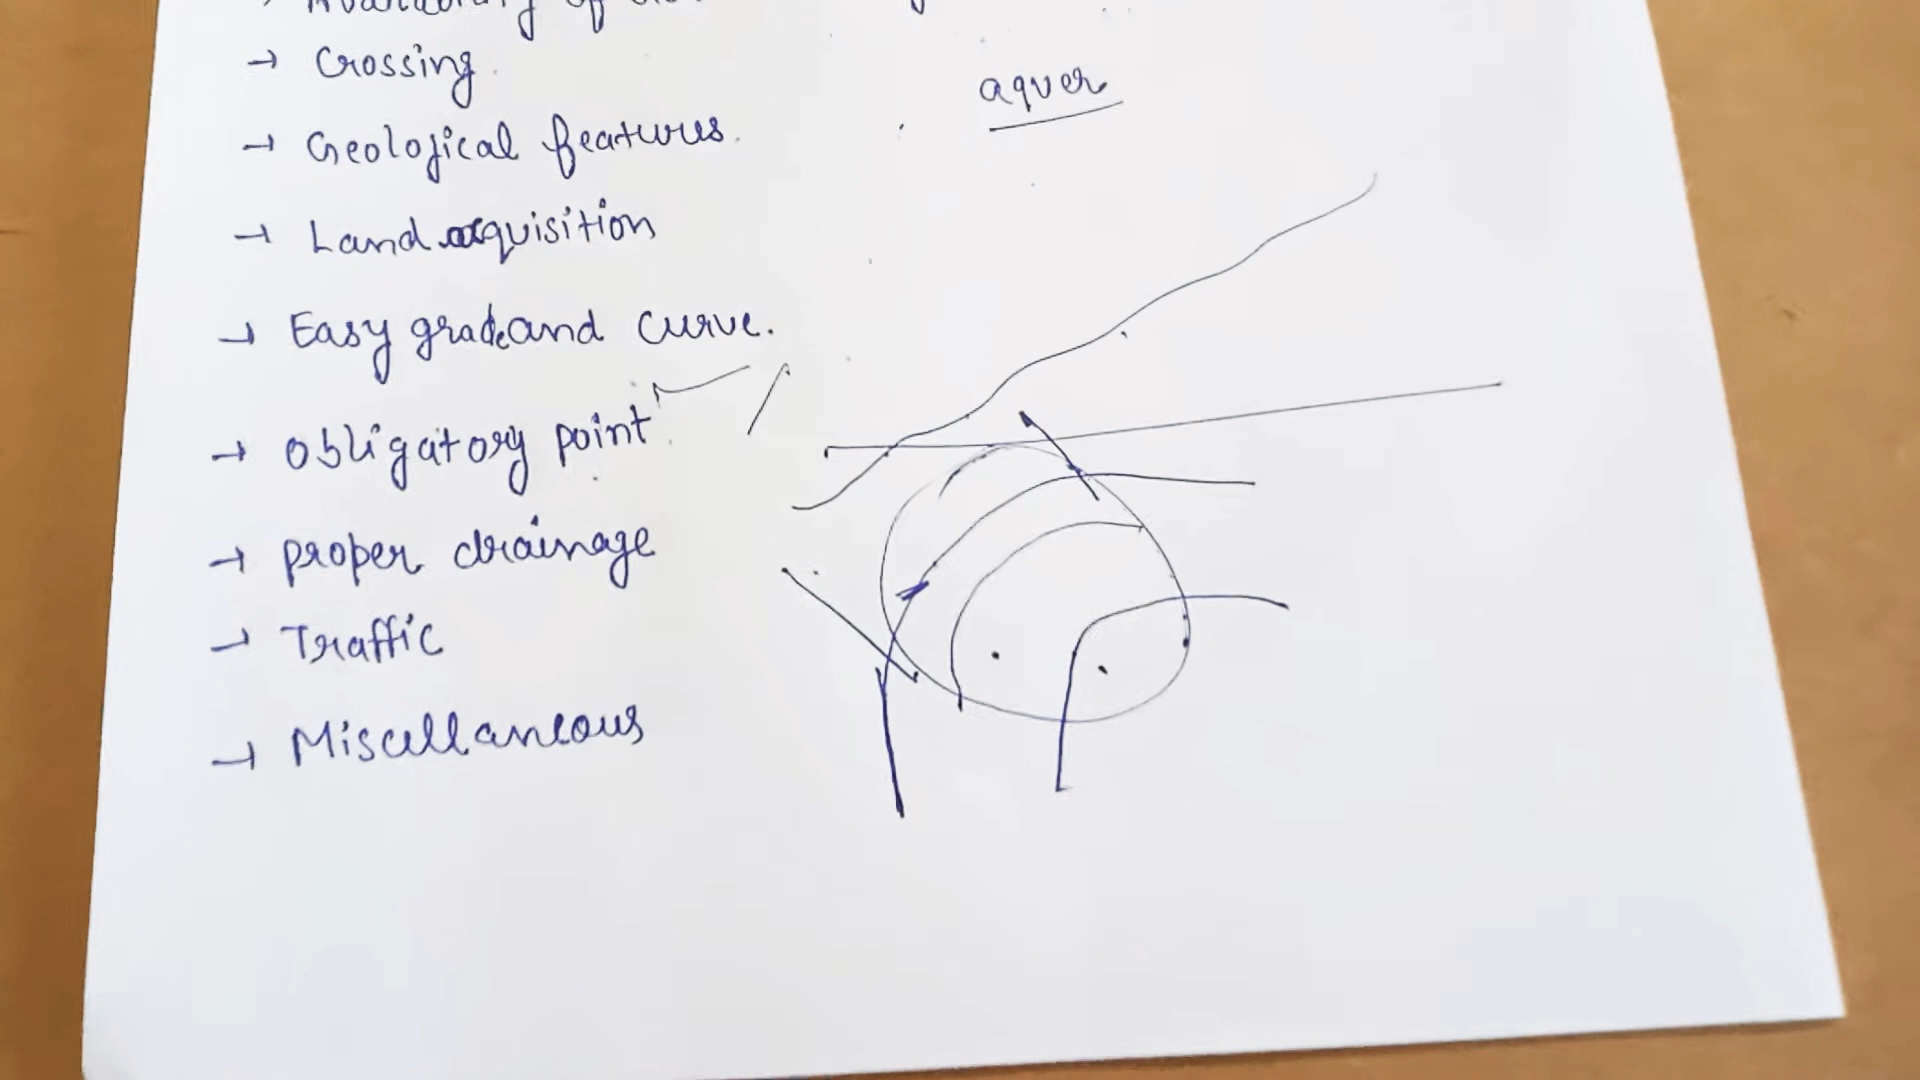 → Crossing.
→ Geological features.
→ Land acquisition
→ Easy grade and curve.
→ obligatory point
→ proper drainage
→ Traffic
→ Miscellaneous
aquer